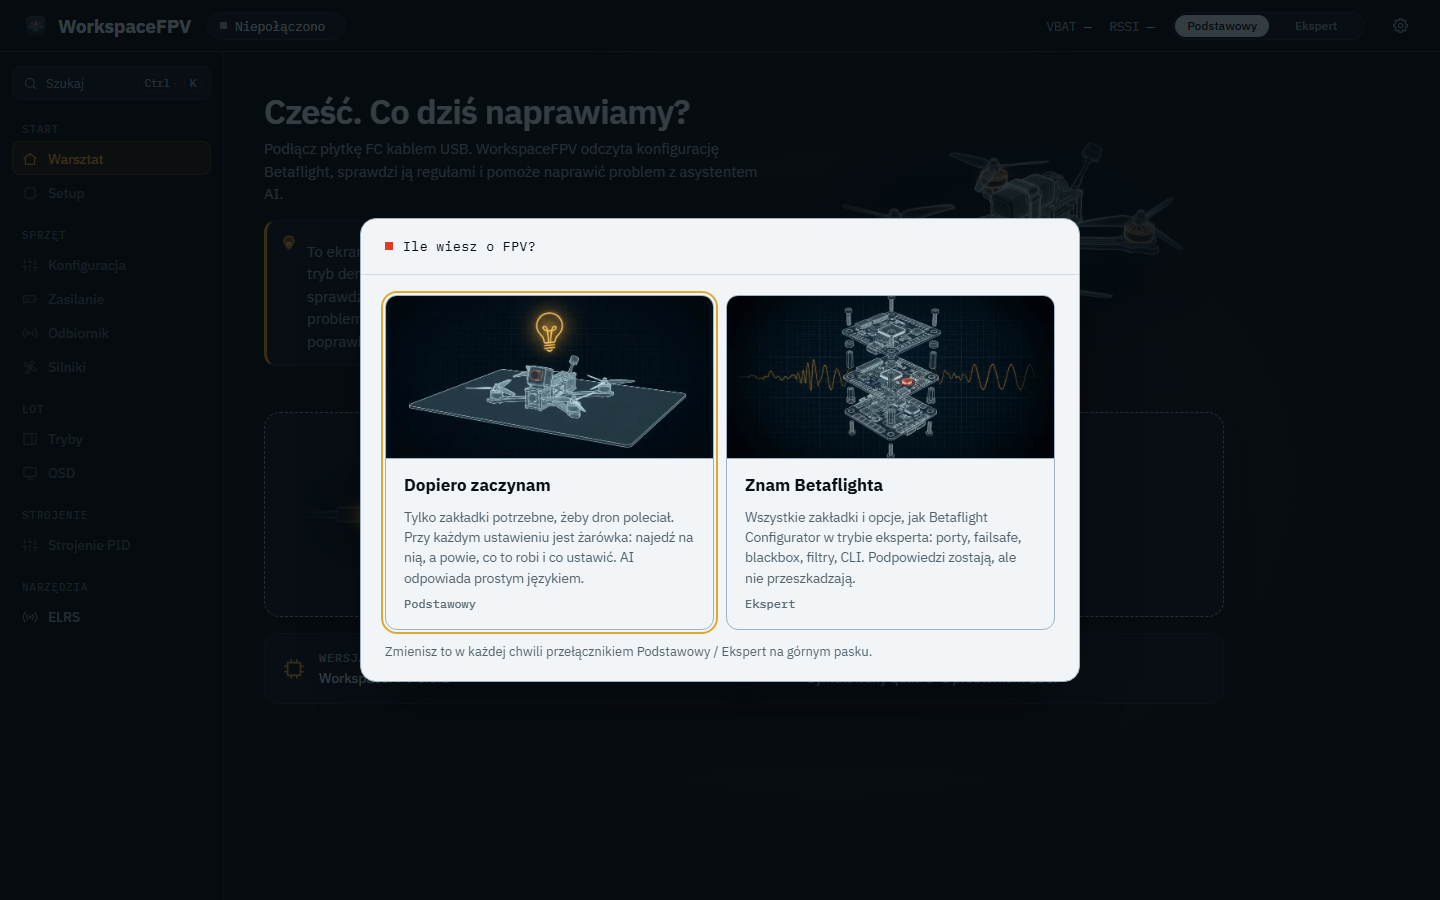 WorkspaceFPV
Niepołączono
VBAT —
RSSI —
Podstawowy
Ekspert
Szukaj
Ctrl
K
START
Warsztat
Setup
SPRZĘT
Konfiguracja
Zasilanie
Odbiornik
Silniki
LOT
Tryby
OSD
STROJENIE
Strojenie PID
NARZĘDZIA
ELRS
Cześć. Co dziś naprawiamy?
Podłącz płytkę FC kablem USB. WorkspaceFPV odczyta konfigurację
Betaflight, sprawdzi ją regułami i pomoże naprawić problem z asystentem
AI.
To
tryb
Ile wiesz o FPV?
Dopiero zaczynam
Tylko zakładki potrzebne, żeby dron poleciał.
Przy każdym ustawieniu jest żarówka: najedź na
nią, a powie, co to robi i co ustawić. AI
odpowiada prostym językiem.
Podstawowy
Znam Betaflighta
Wszystkie zakładki i opcje, jak Betaflight
Configurator w trybie eksperta: porty, failsafe,
blackbox, filtry, CLI. Podpowiedzi zostają, ale
nie przeszkadzają.
Ekspert
Zmienisz to w każdej chwili przełącznikiem Podstawowy / Ekspert na górnym pasku.